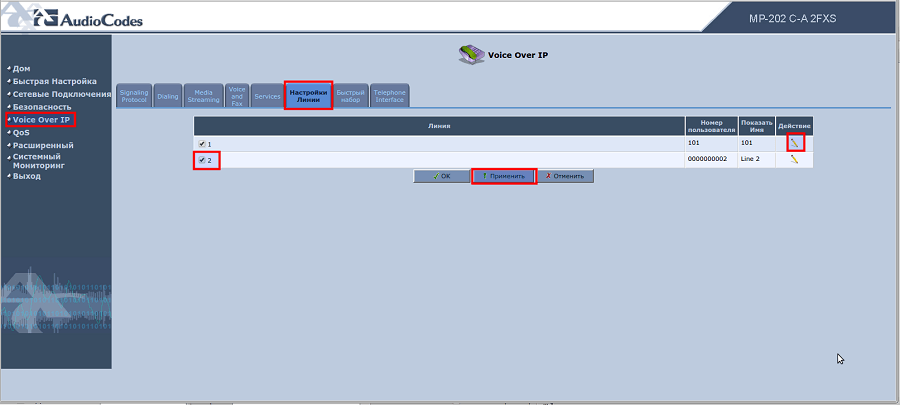 AudioCodes
MP-202 C-A 2FXS
Voice Over IP
Дом
Быстрая Настройка
Сетевые Подключения
Безопасность
Voice Over IP
QoS
Расширенный
Системный
Мониторинг
Выход
Signaling
Protocol
Dialing
Media
Streaming
Voice
and
Fax
Services
Настройки
Линии
Быстрый
набор
Telephone
Interface
Линия
Номер
пользователя
Показать
Имя
Действие
1
101
101
2
0000000002
Line 2
OK
Применить
Отменить